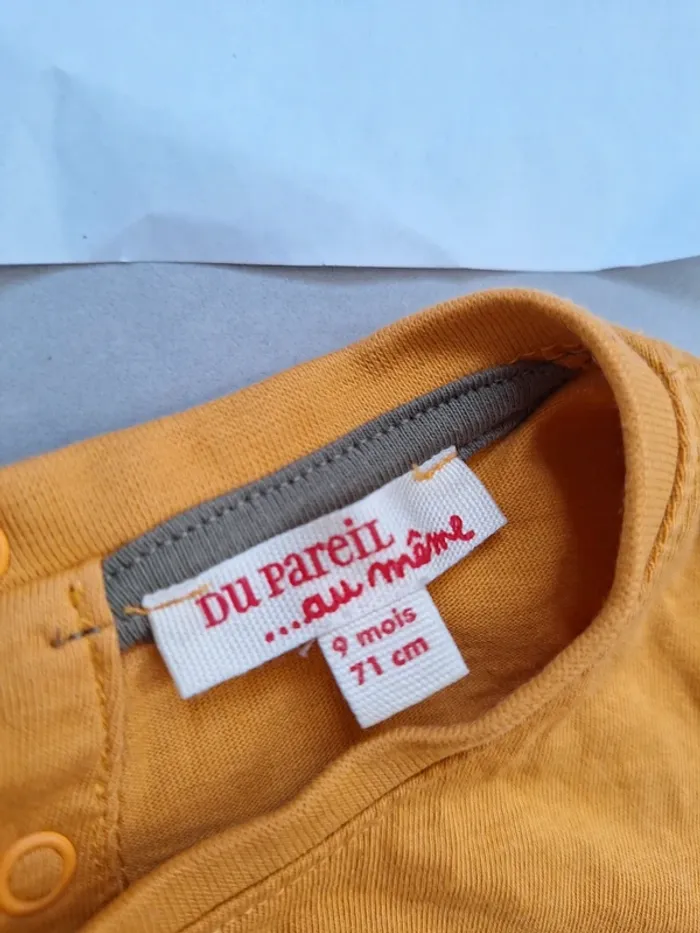 DU PAREIL
...au même
9 mois
71 cm